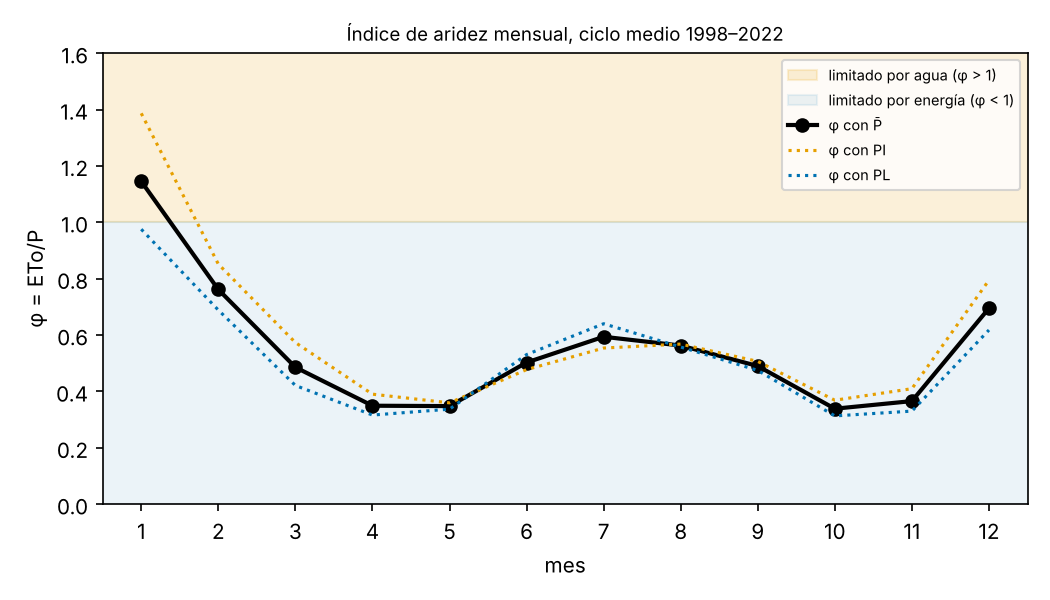 Índice de aridez mensual, ciclo medio 1998–2022
1.6
1.4
1.2
1.0
0.8
0.6
0.4
0.2
0.0
φ = ETo/P
limitado por agua (φ > 1)
limitado por energía (φ < 1)
φ con P̄
φ con PI
φ con PL
1 2 3 4 5 6 7 8 9 10 11 12
mes